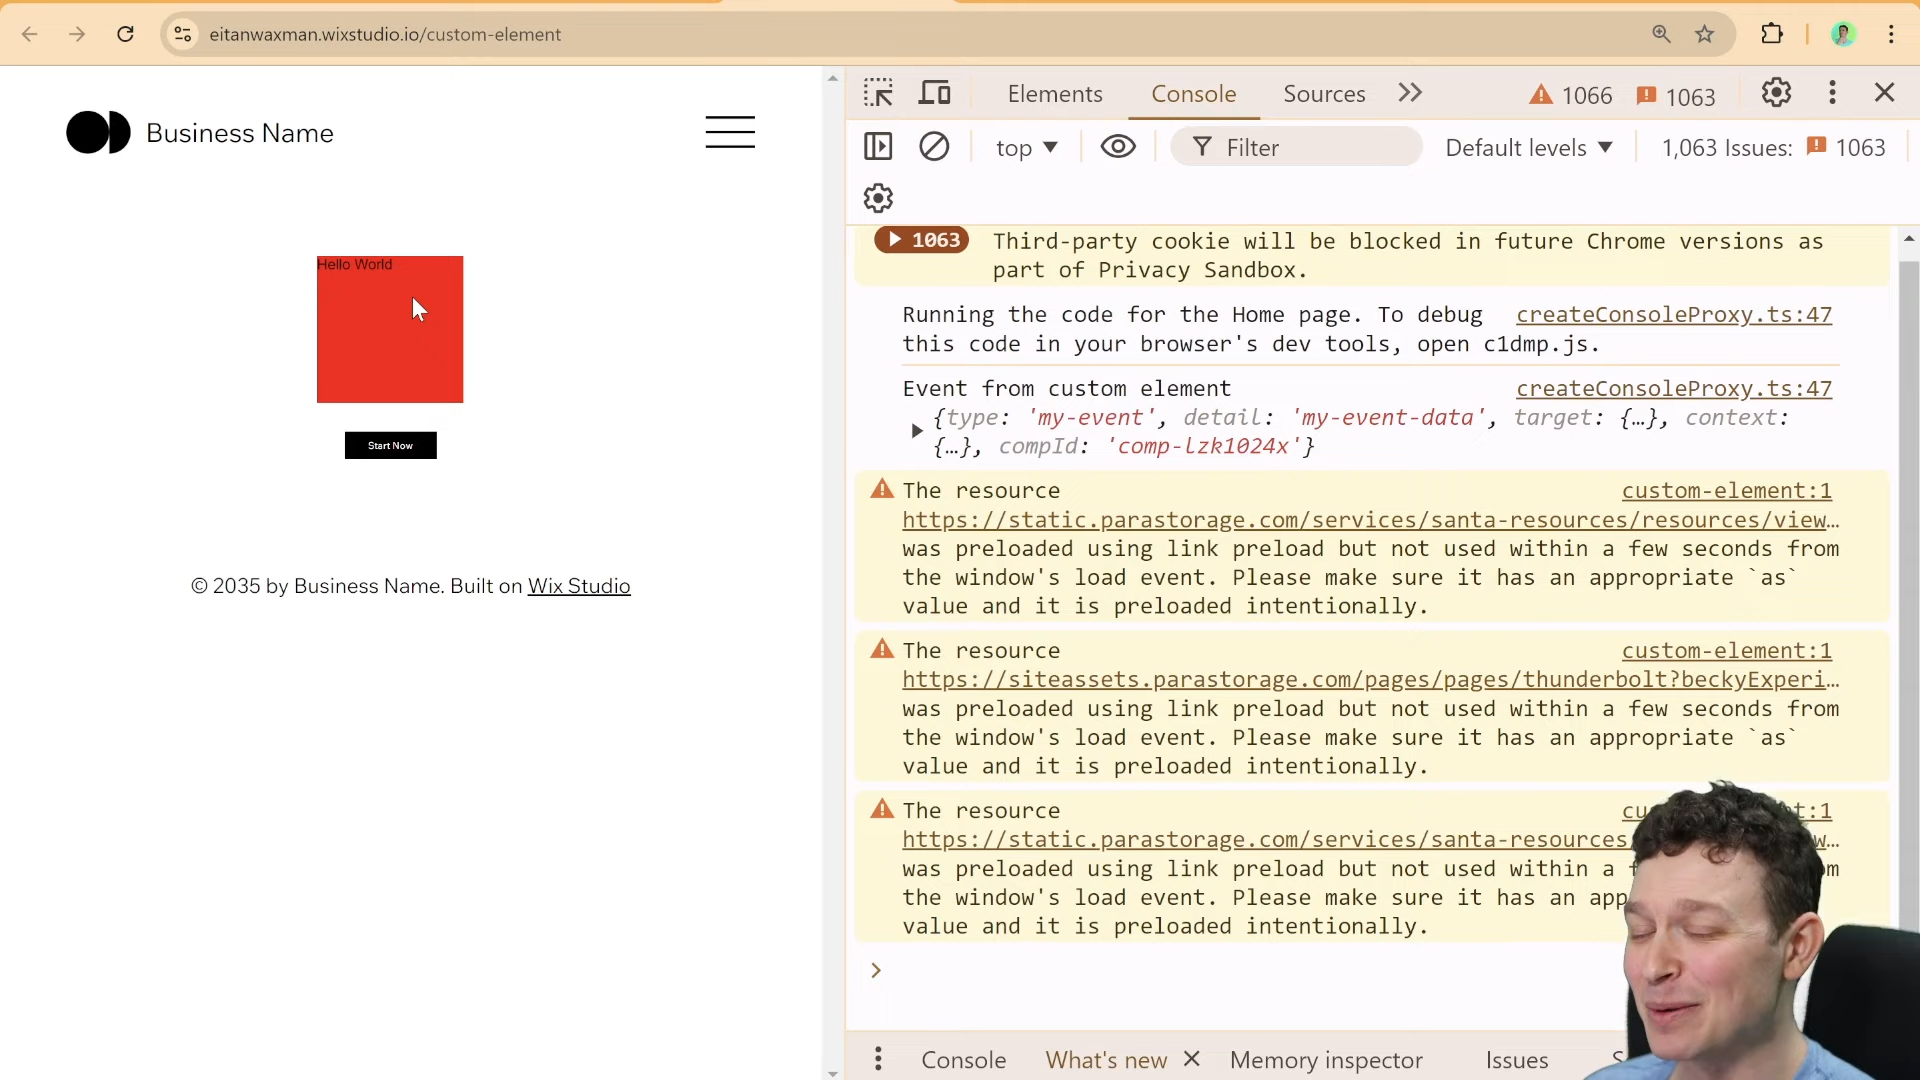 eitanwaxman.wixstudio.io/custom-element
Business Name
Hello World
Start Now
© 2035 by Business Name. Built on Wix Studio
Elements Console Sources 1066 1063
top Filter Default levels 1,063 Issues: 1063
1063 Third-party cookie will be blocked in future Chrome versions as
part of Privacy Sandbox.
Running the code for the Home page. To debug createConsoleProxy.ts:47
this code in your browser's dev tools, open c1dmp.js.
Event from custom element createConsoleProxy.ts:47
{type: 'my-event', detail: 'my-event-data', target: {…}, context:
{…}, compId: 'comp-lzk1024x'}
The resource custom-element:1
https://static.parastorage.com/services/santa-resources/resources/view…
was preloaded using link preload but not used within a few seconds from
the window's load event. Please make sure it has an appropriate `as`
value and it is preloaded intentionally.
The resource custom-element:1
https://siteassets.parastorage.com/pages/pages/thunderbolt?beckyExperi…
was preloaded using link preload but not used within a few seconds from
the window's load event. Please make sure it has an appropriate `as`
value and it is preloaded intentionally.
The resource
https://static.parastorage.com/services/santa-resources
was preloaded using link preload but not used within a
the window's load event. Please make sure it has an
value and it is preloaded intentionally.
Console What's new Memory inspector Issues